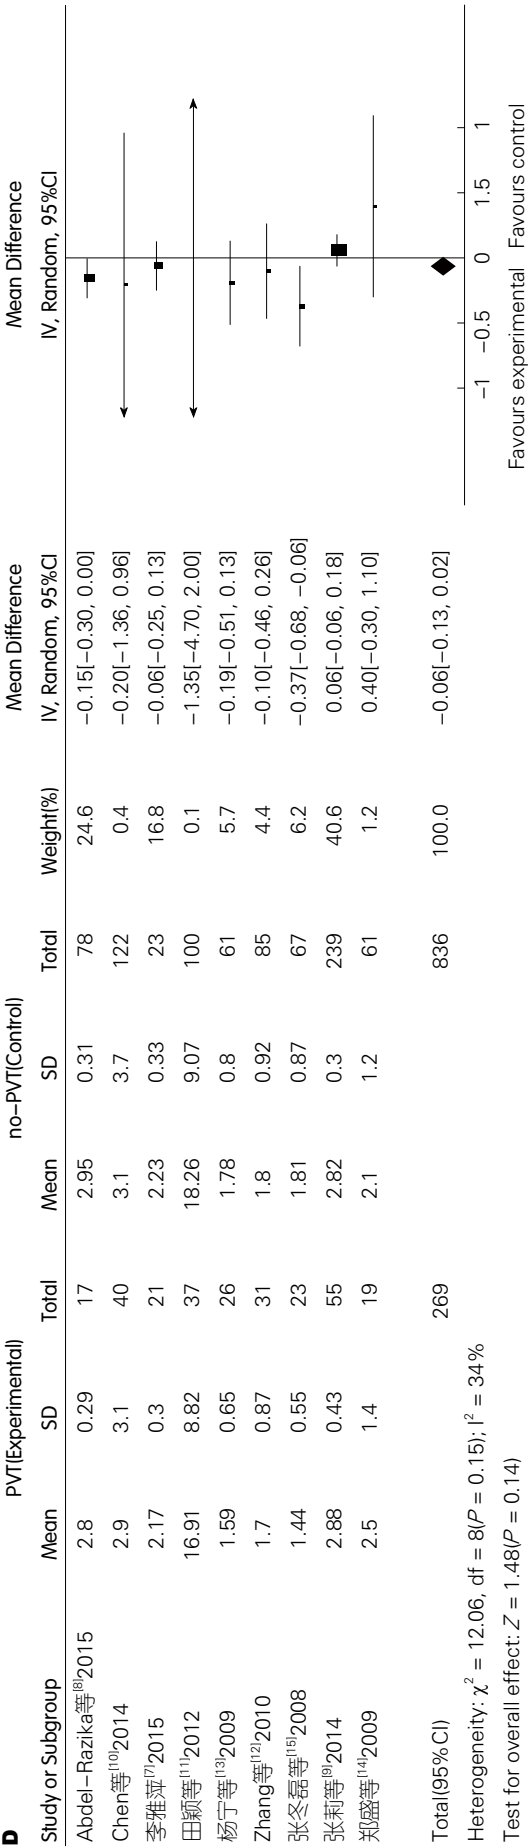 D
PVT(Experimental) no−PVT(Control) Mean Difference Mean Difference
Study or Subgroup Mean SD Total Mean SD Total Weight(%) IV, Random, 95%CI IV, Random, 95%CI
Abdel−Razika等[8]2015 2.8 0.29 17 2.95 0.31 78 24.6 −0.15[−0.30, 0.00]
Chen等[10]2014 2.9 3.1 40 3.1 3.7 122 0.4 −0.20[−1.36, 0.96]
李雅萍[7]2015 2.17 0.3 21 2.23 0.33 23 16.8 −0.06[−0.25, 0.13]
田颖等[11]2012 16.91 8.82 37 18.26 9.07 100 0.1 −1.35[−4.70, 2.00]
杨宁等[13]2009 1.59 0.65 26 1.78 0.8 61 5.7 −0.19[−0.51, 0.13]
Zhang等[12]2010 1.7 0.87 31 1.8 0.92 85 4.4 −0.10[−0.46, 0.26]
张冬磊等[15]2008 1.44 0.55 23 1.81 0.87 67 6.2 −0.37[−0.68, −0.06]
张莉等[9]2014 2.88 0.43 55 2.82 0.3 239 40.6 0.06[−0.06, 0.18]
郑盛等[14]2009 2.5 1.4 19 2.1 1.2 61 1.2 0.40[−0.30, 1.10]
Total(95%CI) 269 836 100.0 −0.06[−0.13, 0.02]
Heterogeneity: χ² = 12.06, df = 8(P = 0.15); I² = 34%
Test for overall effect: Z = 1.48(P = 0.14)
−1 −0.5 0 1.5 1
Favours experimental Favours control